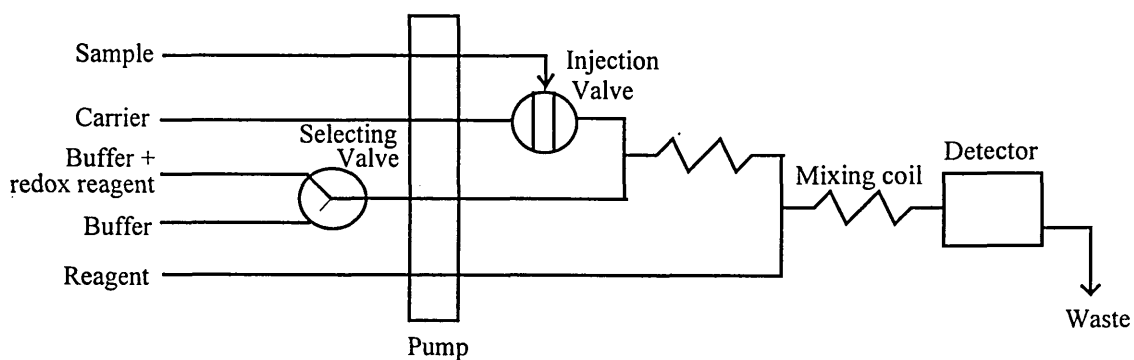 Sample
Injection
Valve
Carrier
Selecting
Valve
Buffer +
redox reagent
Detector
Mixing coil
Buffer
Reagent
Waste
Pump